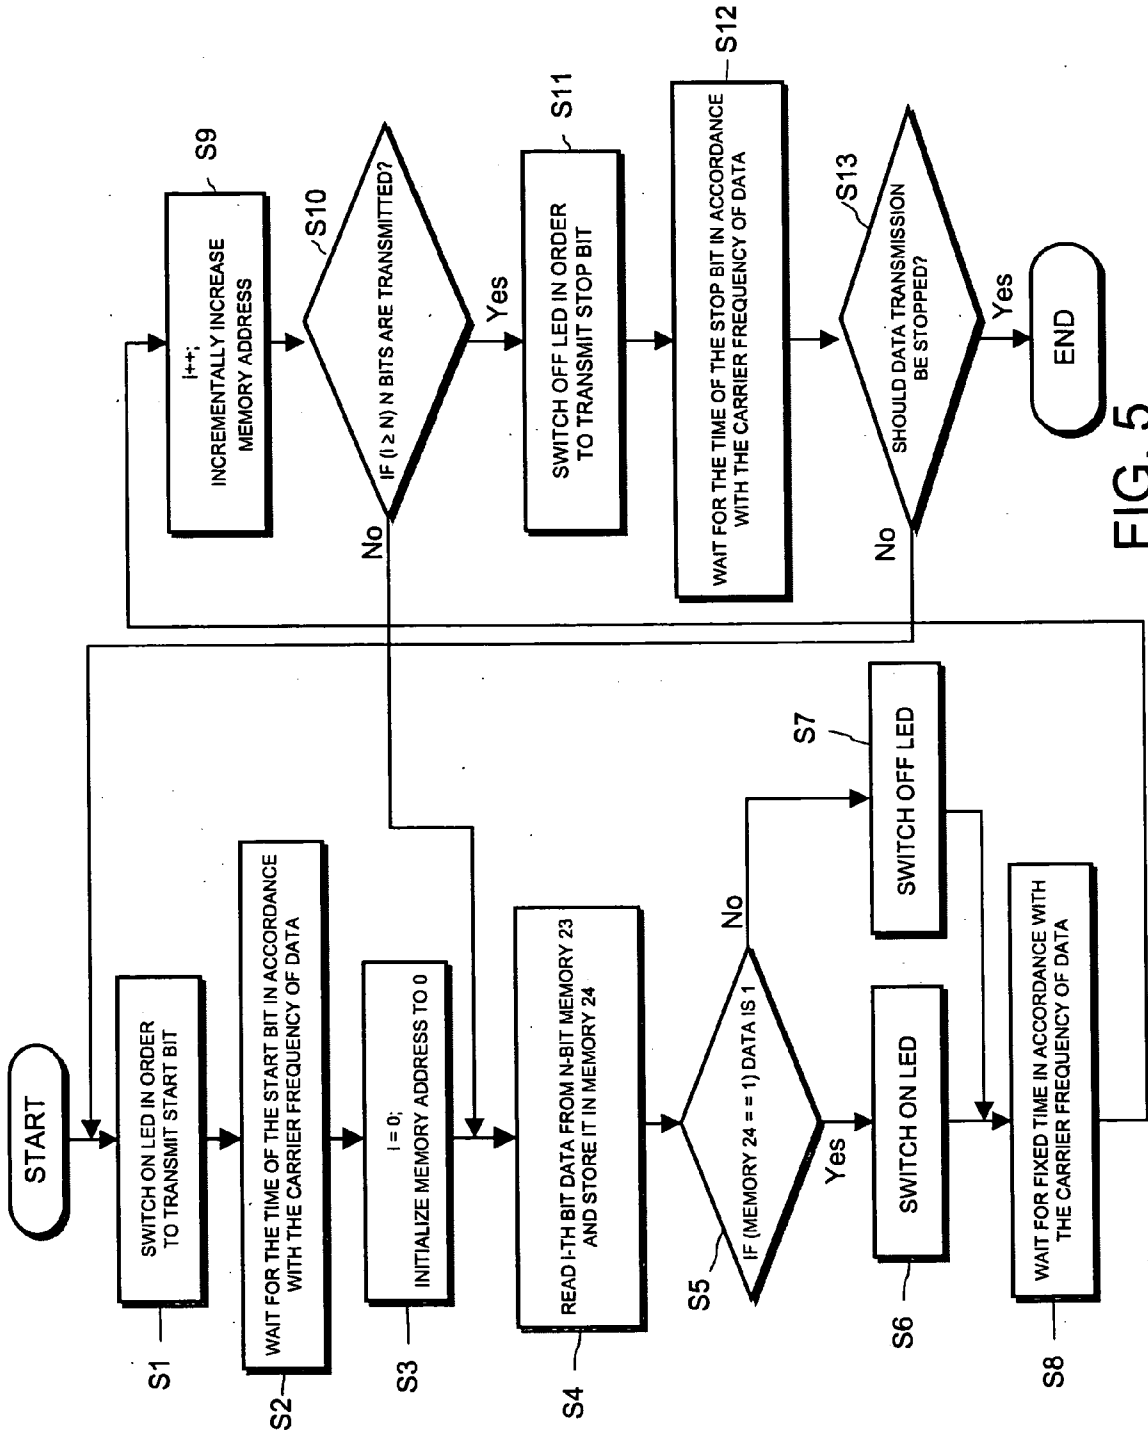 START
SWITCH ON LED IN ORDER
TO TRANSMIT START BIT
S1
WAIT FOR THE TIME OF THE START BIT IN ACCORDANCE
WITH THE CARRIER FREQUENCY OF DATA
S2
I = 0;
INITIALIZE MEMORY ADDRESS TO 0
S3
READ I-TH BIT DATA FROM N-BIT MEMORY 23
AND STORE IT IN MEMORY 24
S4
IF (MEMORY 24 = = 1) DATA IS 1
S5
No
Yes
SWITCH ON LED
S6
SWITCH OFF LED
S7
WAIT FOR FIXED TIME IN ACCORDANCE WITH
THE CARRIER FREQUENCY OF DATA
S8
I++;
INCREMENTALLY INCREASE
MEMORY ADDRESS
S9
IF (I ≥ N) N BITS ARE TRANSMITTED?
S10
No
Yes
SWITCH OFF LED IN ORDER
TO TRANSMIT STOP BIT
S11
WAIT FOR THE TIME OF THE STOP BIT IN ACCORDANCE
WITH THE CARRIER FREQUENCY OF DATA
S12
SHOULD DATA TRANSMISSION
BE STOPPED?
S13
No
Yes
END
FIG. 5